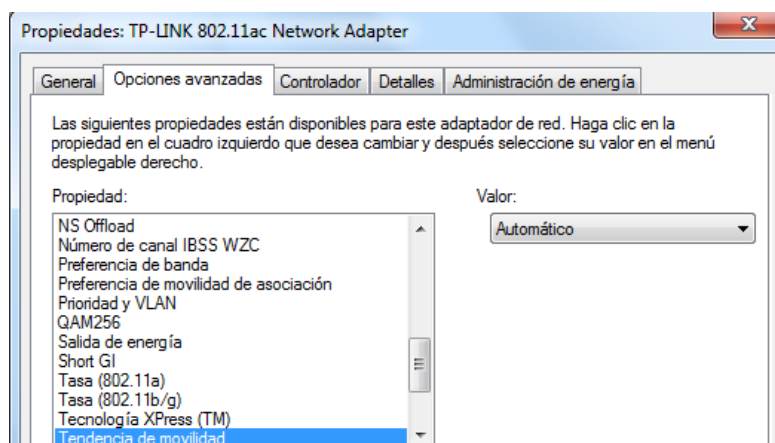 Propiedades: TP-LINK 802.11ac Network Adapter
General Opciones avanzadas Controlador Detalles Administración de energía
Las siguientes propiedades están disponibles para este adaptador de red. Haga clic en la
propiedad en el cuadro izquierdo que desea cambiar y después seleccione su valor en el menú
desplegable derecho.
Propiedad:
Valor:
NS Offload
Número de canal IBSS WZC
Preferencia de banda
Preferencia de movilidad de asociación
Prioridad y VLAN
QAM256
Salida de energía
Short GI
Tasa (802.11a)
Tasa (802.11b/g)
Tecnología XPress (TM)
Tendencia de movilidad
Automático